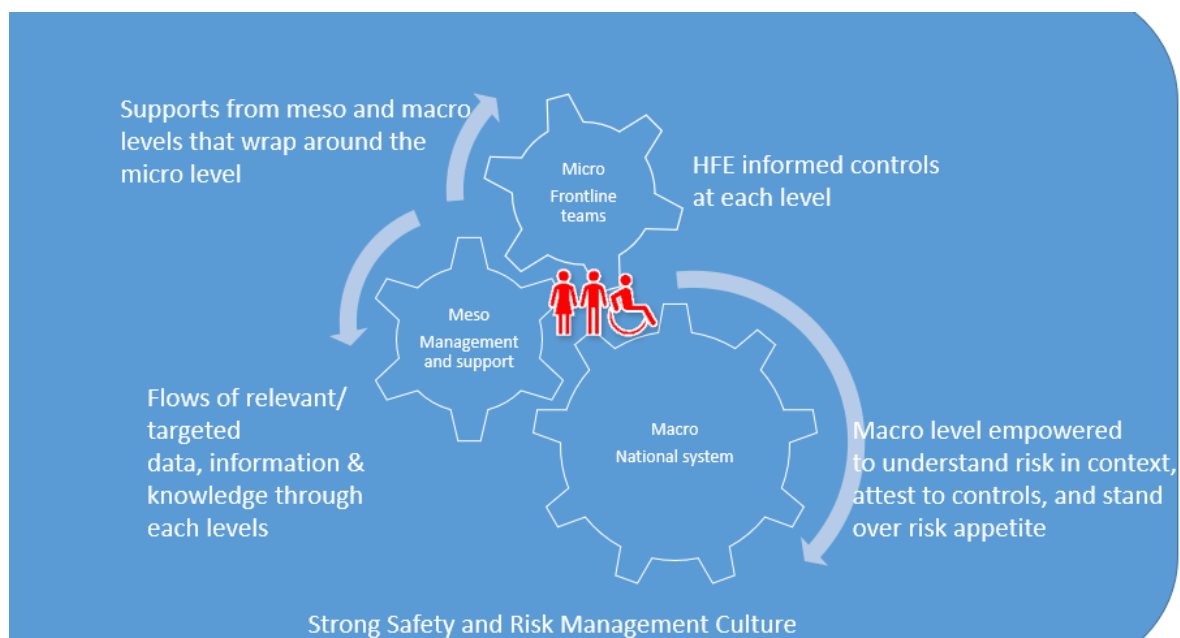 Supports from meso and macro
levels that wrap around the
micro level
Micro
Frontline
teams
HFE informed controls
at each level
Meso
Management
and support
Flows of relevant/
targeted
data, information &
knowledge through
each levels
Macro
National system
Macro level empowered
to understand risk in context,
attest to controls, and stand
over risk appetite
Strong Safety and Risk Management Culture